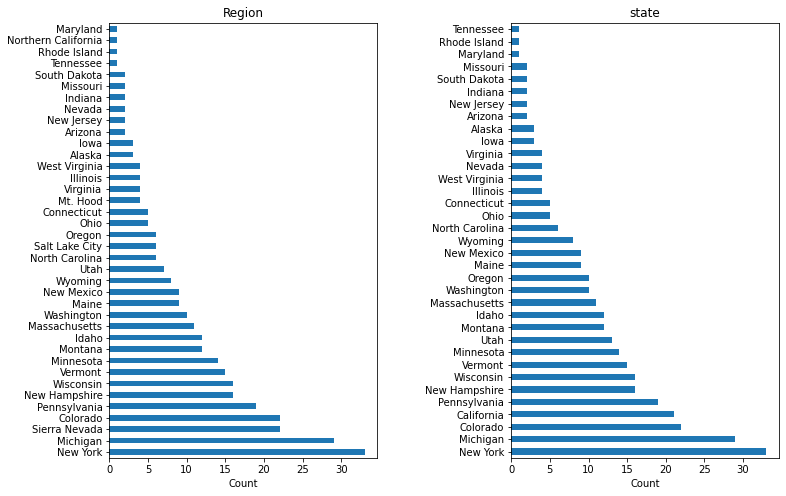 Region
Maryland
Northern California
Rhode Island
Tennessee
South Dakota
Missouri
Indiana
Nevada
New Jersey
Arizona
Iowa
Alaska
West Virginia
Illinois
Virginia
Mt. Hood
Connecticut
Ohio
Oregon
Salt Lake City
North Carolina
Utah
Wyoming
New Mexico
Maine
Washington
Massachusetts
Idaho
Montana
Minnesota
Vermont
Wisconsin
New Hampshire
Pennsylvania
Colorado
Sierra Nevada
Michigan
New York
0 5 10 15 20 25 30
Count
state
Tennessee
Rhode Island
Maryland
Missouri
South Dakota
Indiana
New Jersey
Arizona
Alaska
Iowa
Virginia
Nevada
West Virginia
Illinois
Connecticut
Ohio
North Carolina
Wyoming
New Mexico
Maine
Oregon
Washington
Massachusetts
Idaho
Montana
Utah
Minnesota
Vermont
Wisconsin
New Hampshire
Pennsylvania
California
Colorado
Michigan
New York
0 5 10 15 20 25 30
Count